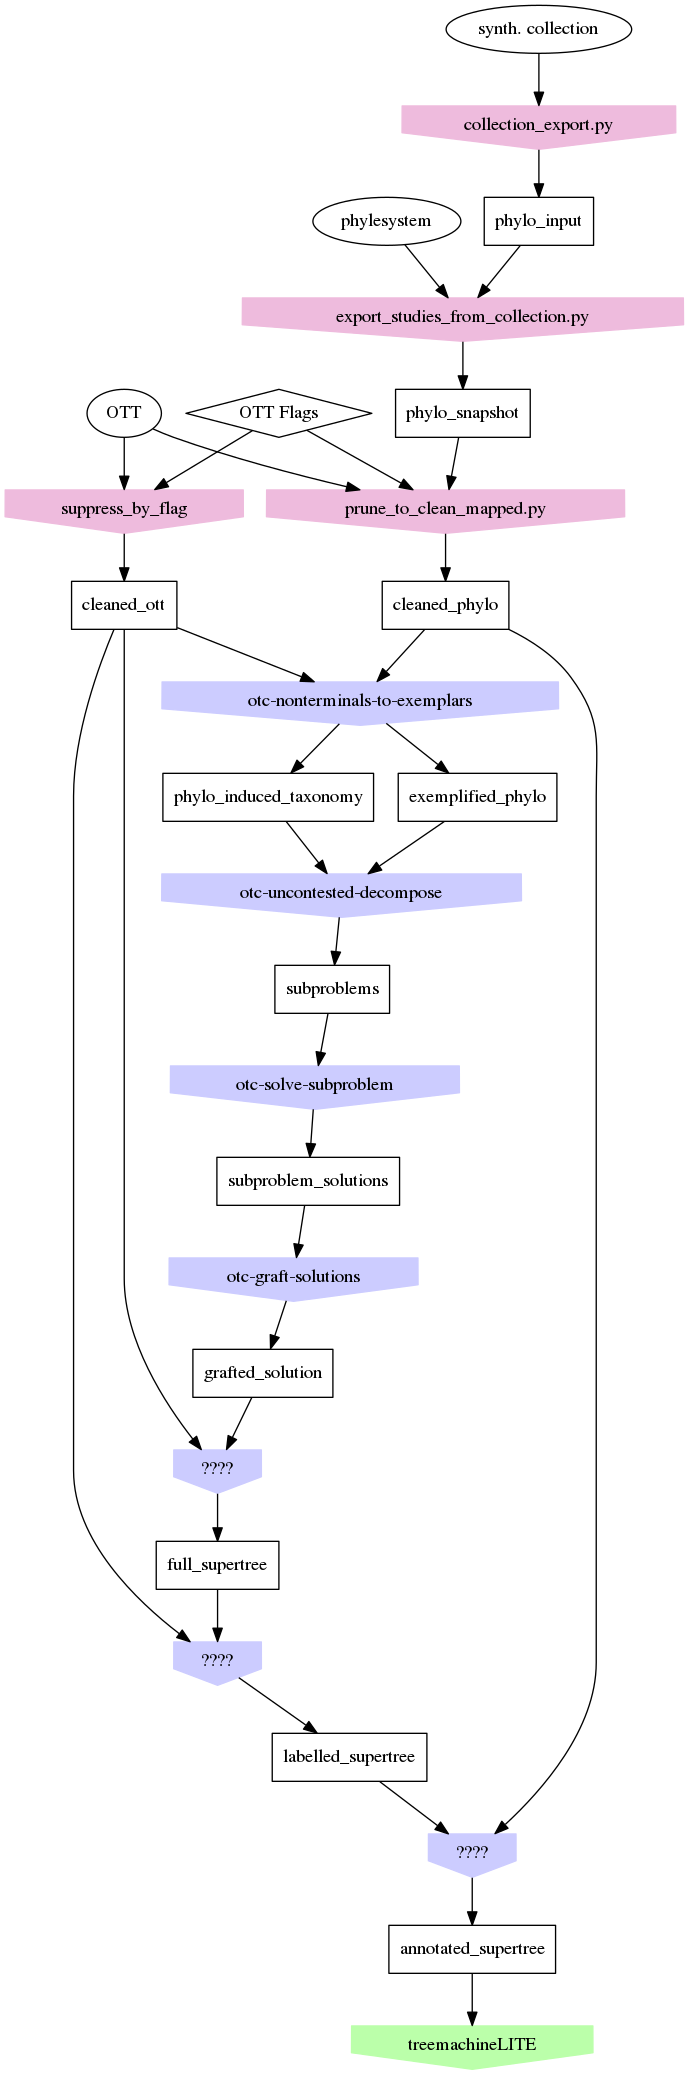 synth. collection
collection_export.py
phylesystem
phylo_input
export_studies_from_collection.py
OTT
OTT Flags
phylo_snapshot
suppress_by_flag
prune_to_clean_mapped.py
cleaned_ott
cleaned_phylo
otc-nonterminals-to-exemplars
phylo_induced_taxonomy
exemplified_phylo
otc-uncontested-decompose
subproblems
otc-solve-subproblem
subproblem_solutions
otc-graft-solutions
grafted_solution
????
full_supertree
????
labelled_supertree
????
annotated_supertree
treemachineLITE